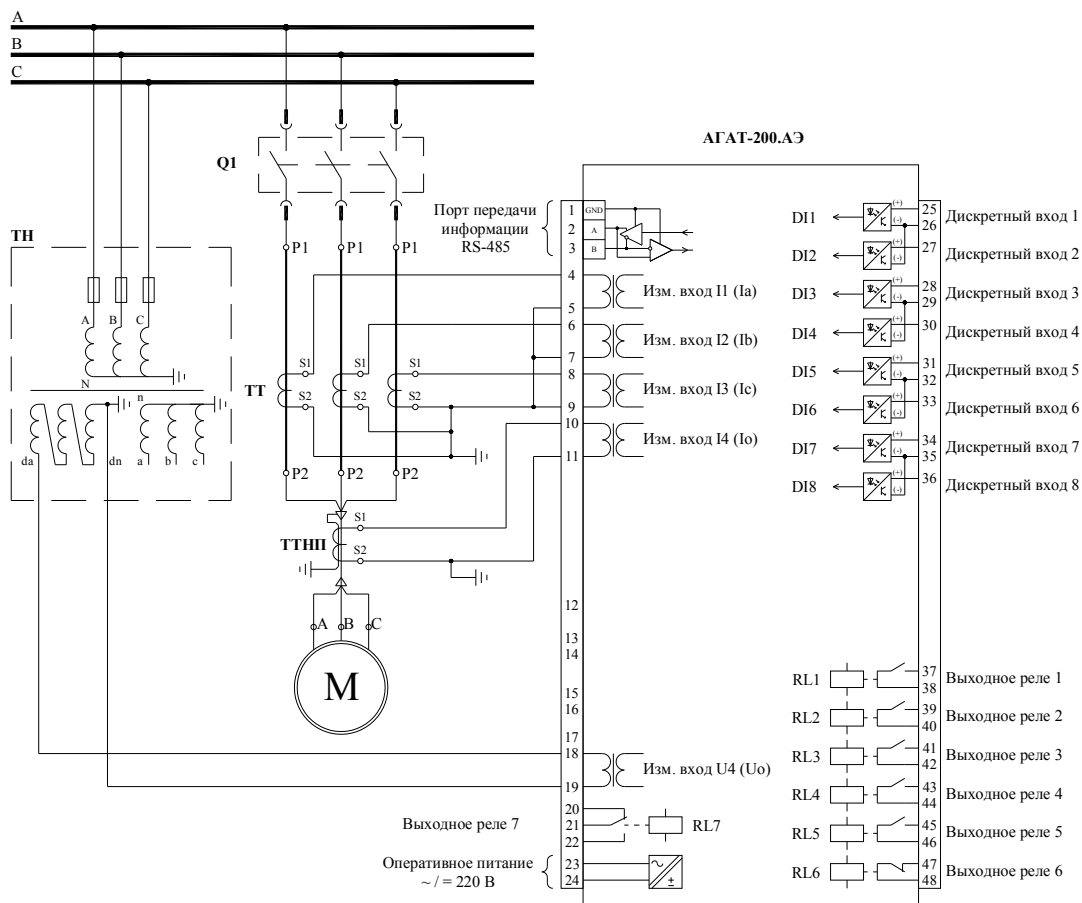 A
B
C
АГАТ-200.АЭ
Q1
ТН
A
B
C
N
n
da
dn
a
b
c
P1
P1
P1
ТТ
S1
S2
S1
S2
S1
S2
P2
P2
P2
ТТНП
S1
S2
A
B
C
M
Порт передачи
информации
RS-485
1
GND
2
A
3
B
4
Изм. вход I1 (Ia)
5
6
Изм. вход I2 (Ib)
7
8
Изм. вход I3 (Ic)
9
10
Изм. вход I4 (Io)
11
12
13
14
15
16
17
18
Изм. вход U4 (Uo)
19
20
Выходное реле 7
21
RL7
22
Оперативное питание
~ / = 220 В
23
24
DI1
(+)
25
(-)
26
Дискретный вход 1
DI2
(+)
27
(-)
Дискретный вход 2
DI3
(+)
28
(-)
29
Дискретный вход 3
DI4
(+)
30
(-)
Дискретный вход 4
DI5
(+)
31
(-)
32
Дискретный вход 5
DI6
(+)
33
(-)
Дискретный вход 6
DI7
(+)
34
(-)
35
Дискретный вход 7
DI8
(+)
36
(-)
Дискретный вход 8
RL1
37
38
Выходное реле 1
RL2
39
40
Выходное реле 2
RL3
41
42
Выходное реле 3
RL4
43
44
Выходное реле 4
RL5
45
46
Выходное реле 5
RL6
47
48
Выходное реле 6